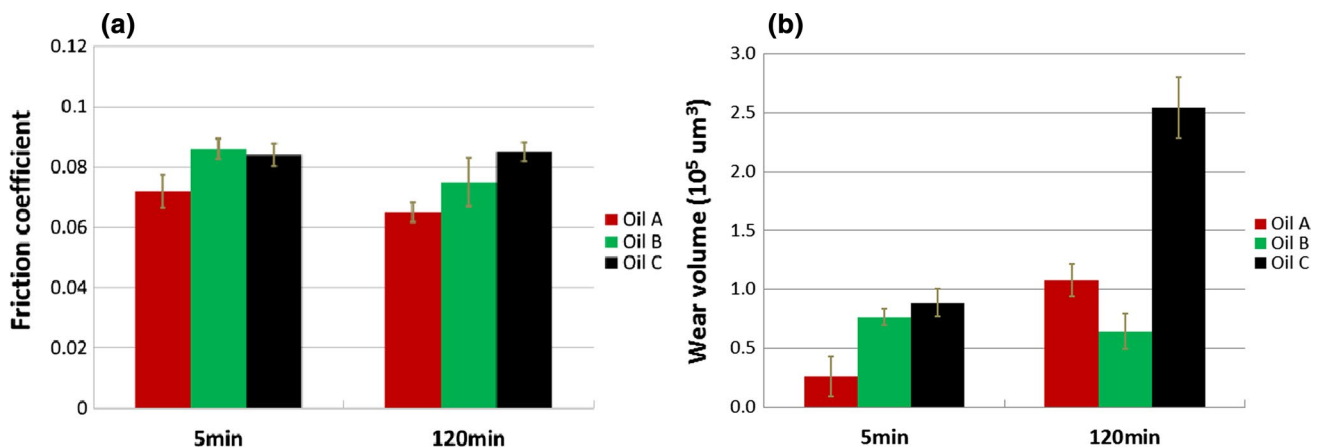 (a)
Friction coefficient
0.12
0.1
0.08
0.06
0.04
0.02
0
5min
120min
Oil A
Oil B
Oil C
(b)
Wear volume (10⁵ um³)
3.0
2.5
2.0
1.5
1.0
0.5
0.0
5min
120min
Oil A
Oil B
Oil C